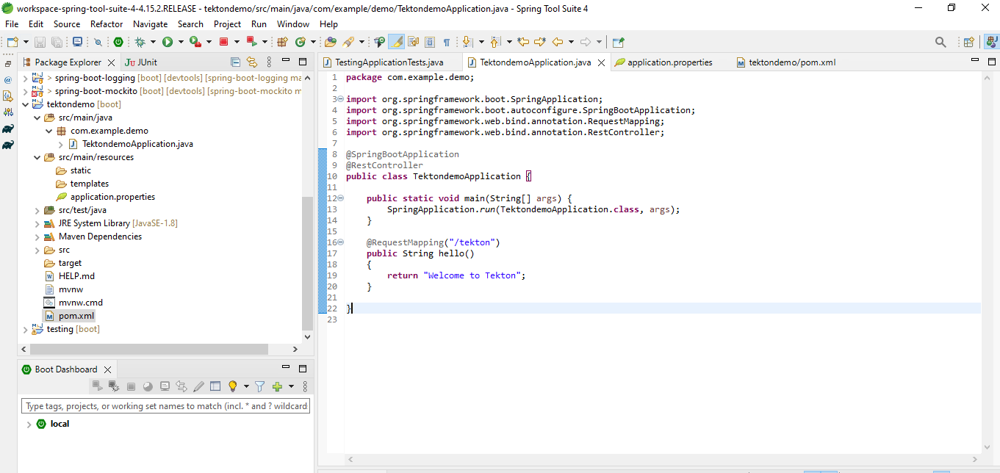 workspace-spring-tool-suite-4-4.15.2.RELEASE - tektondemo/src/main/java/com/example/demo/TektondemoApplication.java - Spring Tool Suite 4
File Edit Source Refactor Navigate Search Project Run Window Help
Package Explorer JUnit
> spring-boot-logging [boot] [devtools] [spring-boot-logging ma
> spring-boot-mockito [boot] [devtools] [spring-boot-mockito m
tektondemo [boot]
src/main/java
com.example.demo
TektondemoApplication.java
src/main/resources
static
templates
application.properties
src/test/java
JRE System Library [JavaSE-1.8]
Maven Dependencies
src
target
HELP.md
mvnw
mvnw.cmd
pom.xml
testing [boot]
Boot Dashboard
Type tags, projects, or working set names to match (incl. * and ? wildcard
local
TestingApplicationTests.java TektondemoApplication.java application.properties tektondemo/pom.xml
1 package com.example.demo;
2
3 import org.springframework.boot.SpringApplication;
4 import org.springframework.boot.autoconfigure.SpringBootApplication;
5 import org.springframework.web.bind.annotation.RequestMapping;
6 import org.springframework.web.bind.annotation.RestController;
7
8 @SpringBootApplication
9 @RestController
10 public class TektondemoApplication {
11
12 public static void main(String[] args) {
13 SpringApplication.run(TektondemoApplication.class, args);
14 }
15
16 @RequestMapping("/tekton")
17 public String hello()
18 {
19 return "Welcome to Tekton";
20 }
21
22 }
23